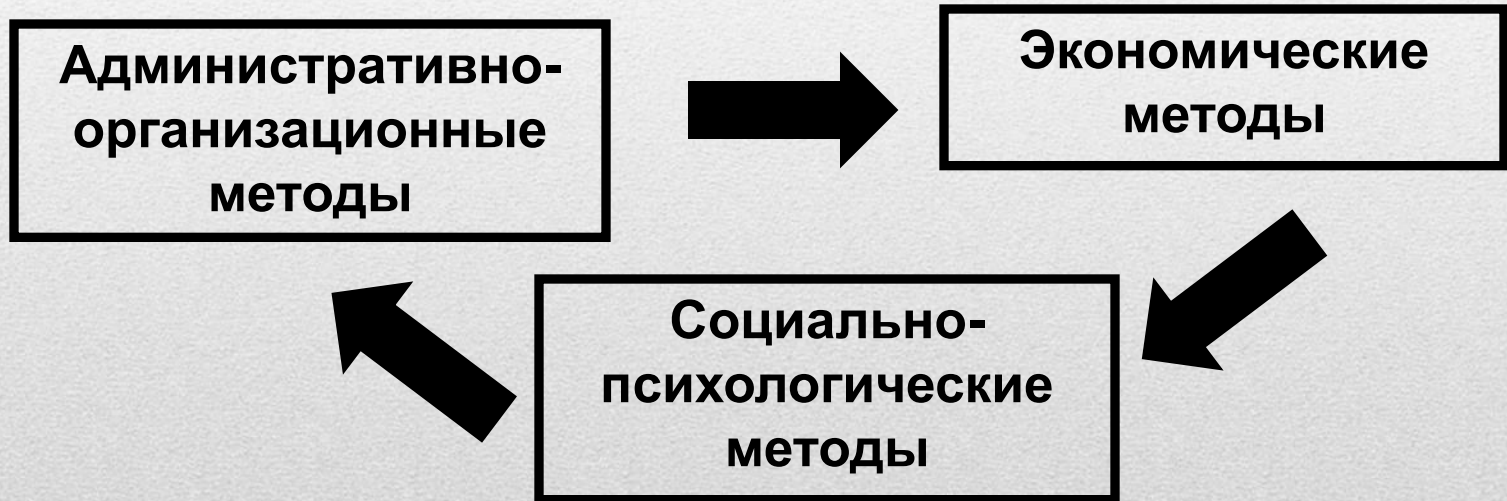 Административно-
организационные
методы
Экономические
методы
Социально-
психологические
методы